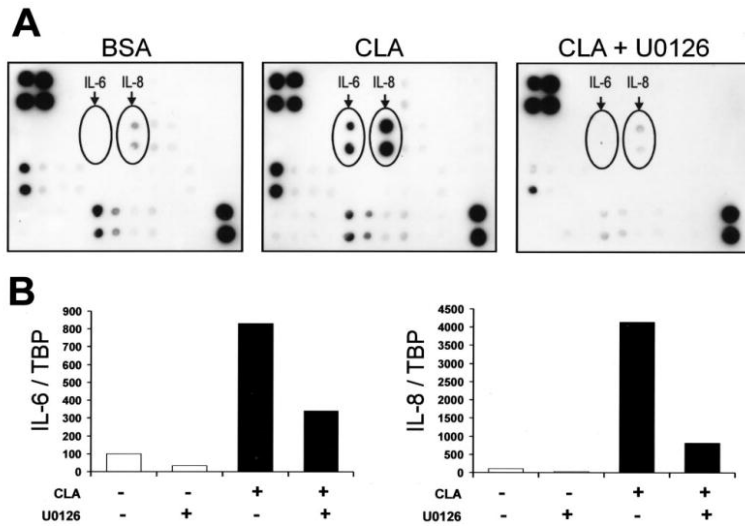 A
BSA
CLA
CLA + U0126
IL-6 IL-8
IL-6 IL-8
IL-6 IL-8
B
IL-6 / TBP
900
800
700
600
500
400
300
200
100
0
CLA - - + +
U0126 - + - +
IL-8 / TBP
4500
4000
3500
3000
2500
2000
1500
1000
500
0
CLA - - + +
U0126 - + - +